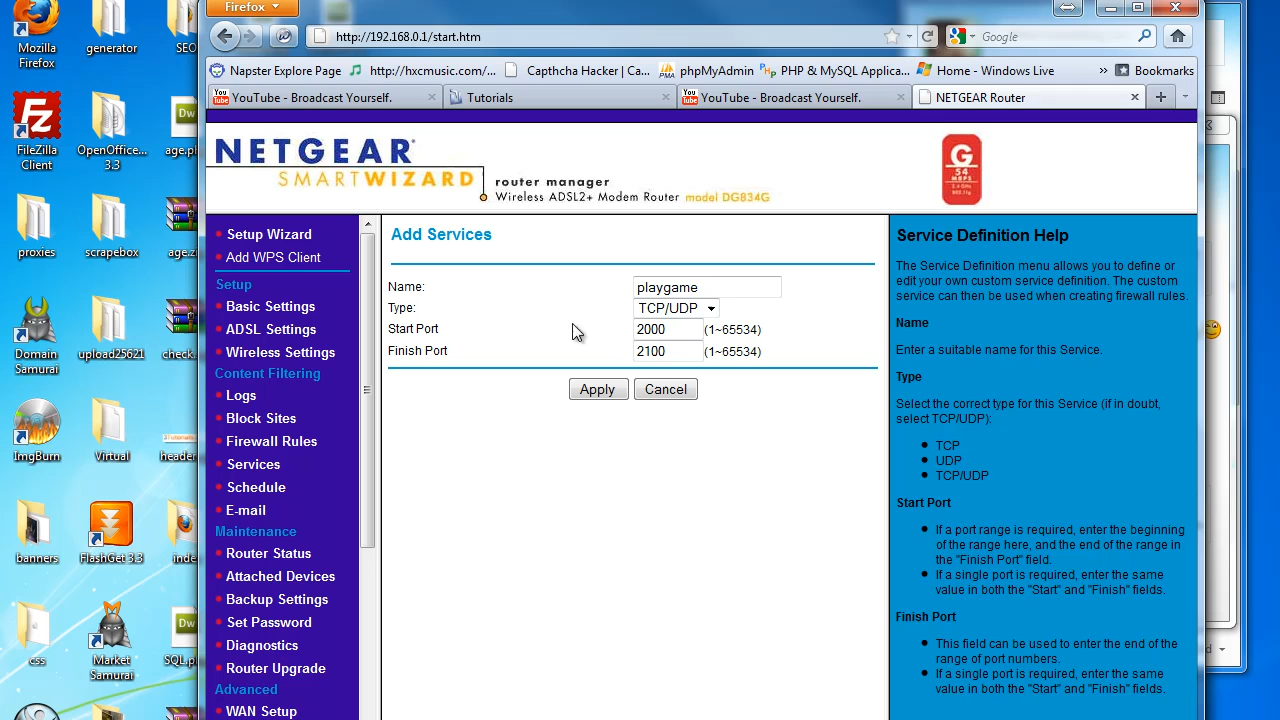 Firefox
http://192.168.0.1/start.htm
Google
Napster Explore Page
http://hxcmusic.com/...
Capthcha Hacker | Ca...
phpMyAdmin
PHP & MySQL Applica...
Home - Windows Live
»
Bookmarks
YouTube - Broadcast Yourself.
Tutorials
YouTube - Broadcast Yourself.
NETGEAR Router
NETGEAR
SMARTWIZARD
router manager
Wireless ADSL2+ Modem Router model DG834G
G
54
MBPS
2.4 GHz
802.11g
Setup Wizard
Add WPS Client
Setup
Basic Settings
ADSL Settings
Wireless Settings
Content Filtering
Logs
Block Sites
Firewall Rules
Services
Schedule
E-mail
Maintenance
Router Status
Attached Devices
Backup Settings
Set Password
Diagnostics
Router Upgrade
Advanced
WAN Setup
Add Services
Name: playgame
Type: TCP/UDP
Start Port 2000 (1~65534)
Finish Port 2100 (1~65534)
Apply Cancel
Service Definition Help
The Service Definition menu allows you to define or
edit your own custom service definition. The custom
service can then be used when creating firewall rules.
Name
Enter a suitable name for this Service.
Type
Select the correct type for this Service (if in doubt,
select TCP/UDP):
TCP
UDP
TCP/UDP
Start Port
If a port range is required, enter the beginning
of the range here, and the end of the range in
the "Finish Port" field.
If a single port is required, enter the same
value in both the "Start" and "Finish" fields.
Finish Port
This field can be used to enter the end of the
range of port numbers.
If a single port is required, enter the same
value in both the "Start" and "Finish" fields.
Mozilla
Firefox
generator
SEO
FileZilla
Client
OpenOffice...
3.3
age.p
proxies
scrapebox
age.zi
Domain
Samurai
upload25621
check.
ImgBurn
Virtual
header
banners
FlashGet 3.3
inde
css
Market
Samurai
SQL.p